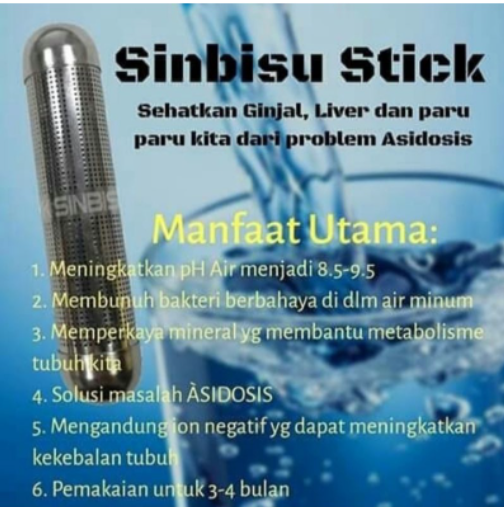 Sinbisu Stick
Sehatkan Ginjal, Liver dan paru
paru kita dari problem Asidosis
SINBIS
Manfaat Utama:
1. Meningkatkan pH Air menjadi 8.5-9.5
2. Membunuh bakteri berbahaya di dlm air minum
3. Memperkaya mineral yg membantu metabolisme
tubuh kita
4. Solusi masalah ÀSIDOSIS
5. Mengandung ion negatif yg dapat meningkatkan
kekebalan tubuh
6. Pemakaian untuk 3-4 bulan